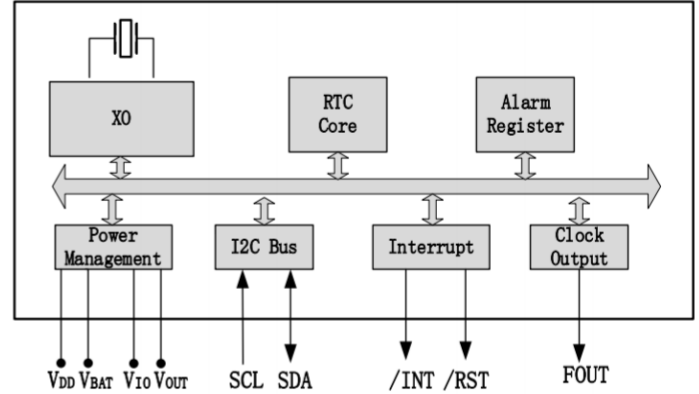 XO
RTC
Core
Alarm
Register
Power
Management
I2C Bus
Interrupt
Clock
Output
VDD VBAT VIO VOUT SCL SDA /INT /RST FOUT